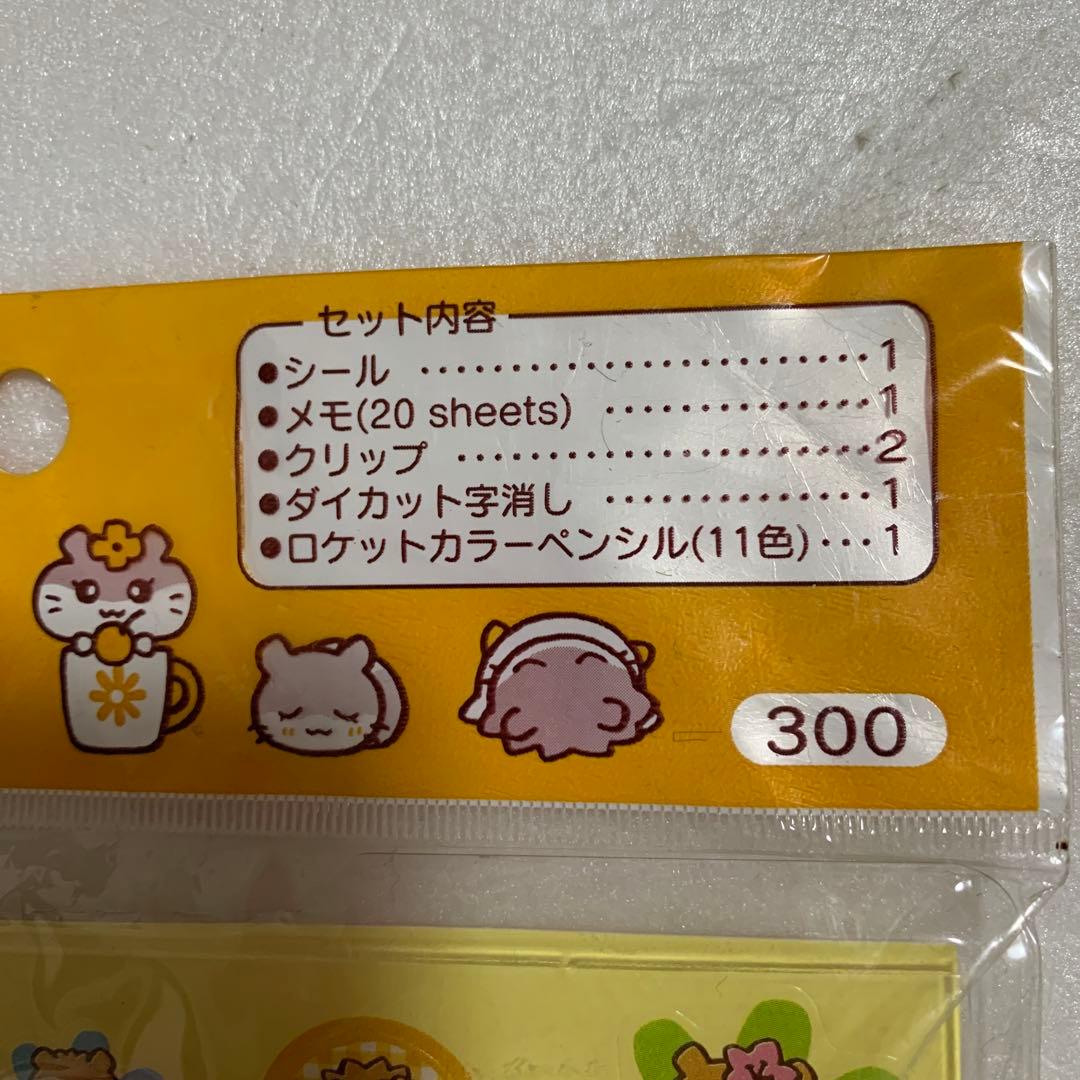 セット内容
●シール ・・・・・・・・・・・・・・・・・・・・・・1
●メモ(20 sheets) ・・・・・・・・・・・・・・1
●クリップ ・・・・・・・・・・・・・・・・・・・・2
●ダイカット字消し ・・・・・・・・・・・・・・1
●ロケットカラーペンシル(11色)・・・1
300